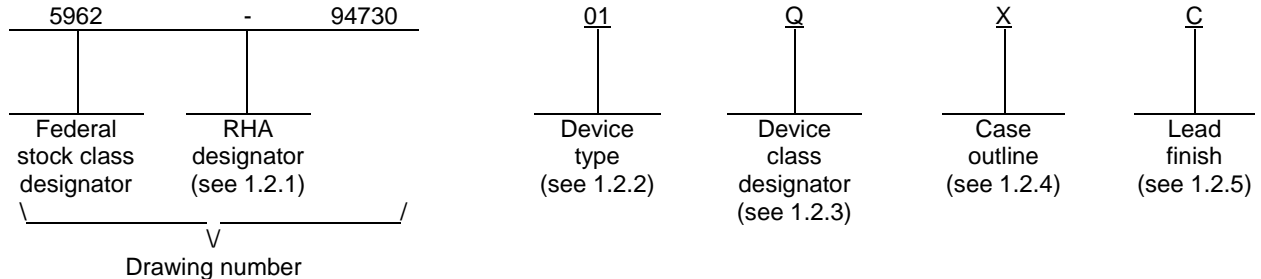 5962 - 94730 01 Q X C
Federal stock class designator
RHA designator (see 1.2.1)
Device type (see 1.2.2)
Device class designator (see 1.2.3)
Case outline (see 1.2.4)
Lead finish (see 1.2.5)
Drawing number